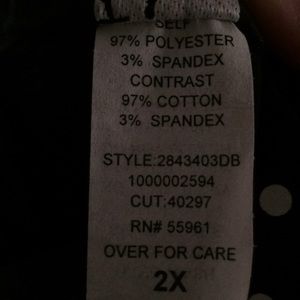 SELF
97% POLYESTER
3% SPANDEX
CONTRAST
97% COTTON
3% SPANDEX
STYLE:2843403DB
1000002594
CUT:40297
RN# 55961
OVER FOR CARE
2X